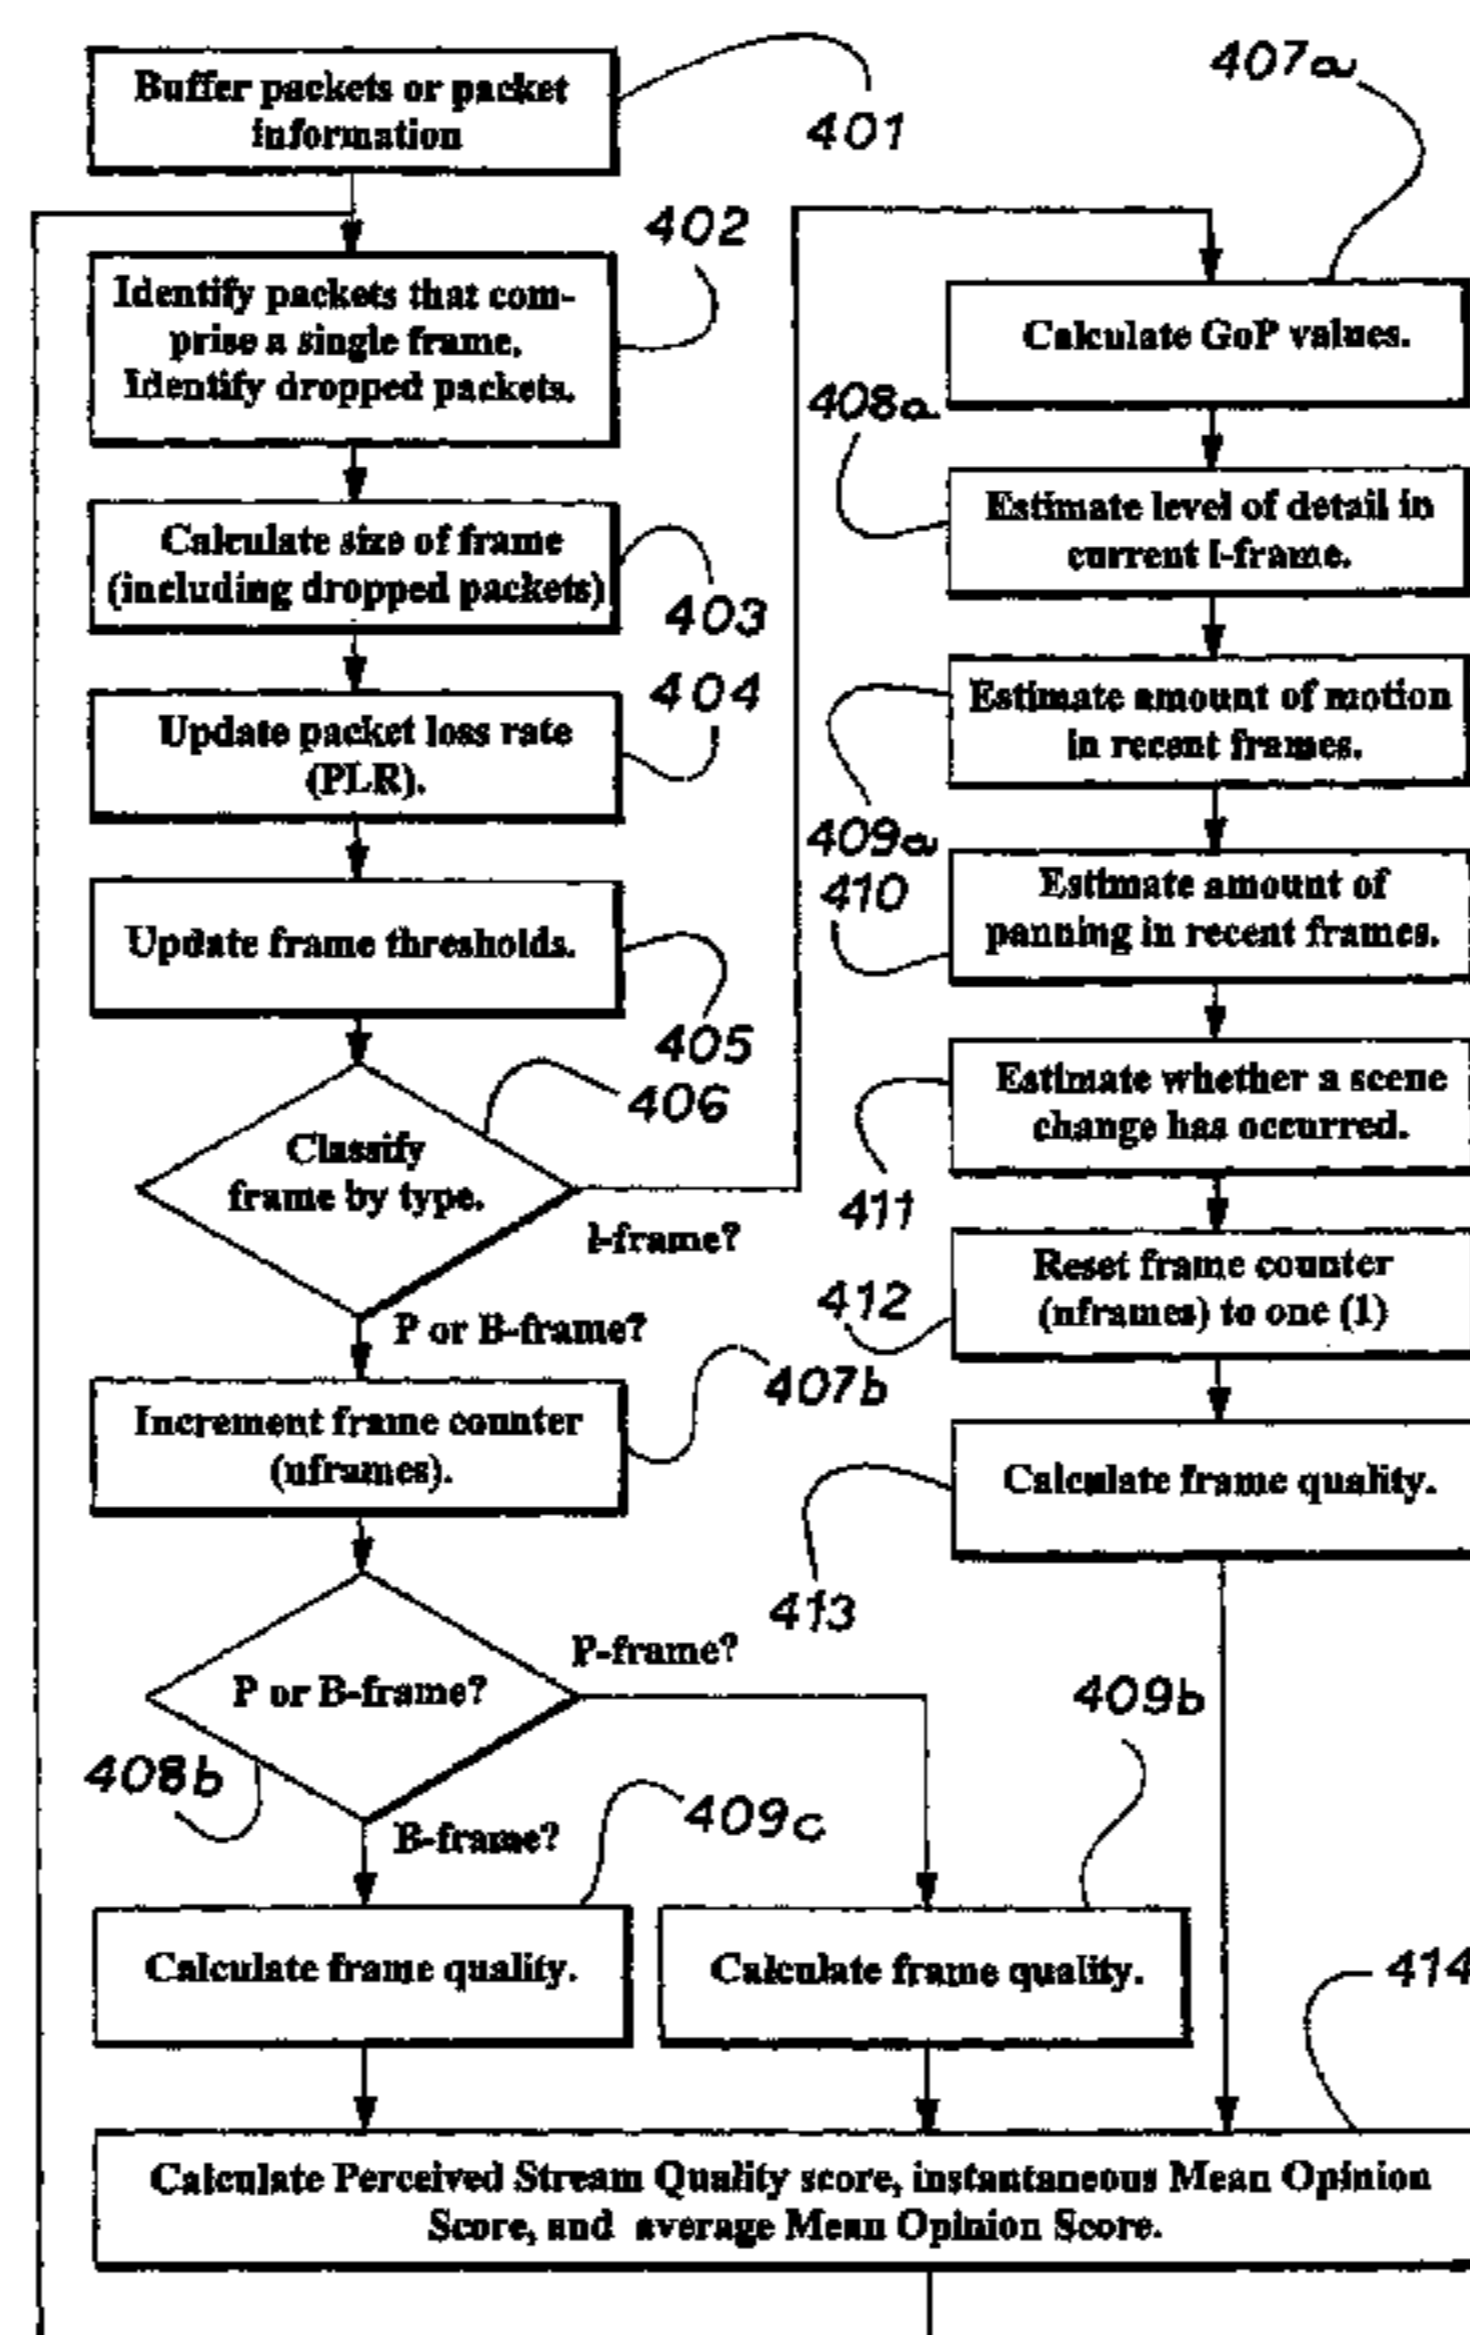 Buffer packets or packet
information
401
Identify packets that com-
prise a single frame.
Identify dropped packets.
402
Calculate size of frame
(including dropped packets)
403
Update packet loss rate
(PLR).
404
Update frame thresholds.
405
Classify
frame by type.
406
I-frame?
P or B-frame?
Increment frame counter
(nframes).
407b
P or B-frame?
408b
P-frame?
B-frame?
Calculate frame quality.
409c
Calculate frame quality.
409b
407a
Calculate GoP values.
408a
Estimate level of detail in
current I-frame.
Estimate amount of motion
in recent frames.
409a
410
Estimate amount of
panning in recent frames.
Estimate whether a scene
change has occurred.
411
Reset frame counter
(nframes) to one (1)
412
Calculate frame quality.
413
414
Calculate Perceived Stream Quality score, instantaneous Mean Opinion
Score, and average Mean Opinion Score.